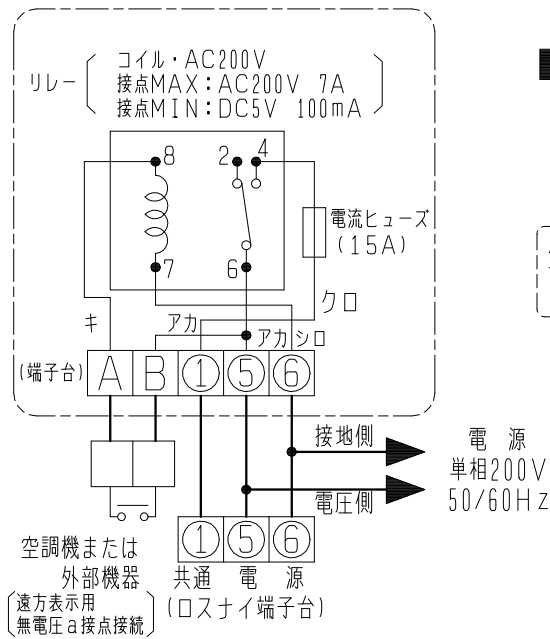 リレー
コイル・AC200V
接点MAX:AC200V 7A
接点MIN:DC5V 100mA
8
2
4
7
6
電流ヒューズ
(15A)
クロ
キ
アカ
アカ
シロ
(端子台)
A
B
①
⑤
⑥
接地側
電圧側
電 源
単相200V
50/60Hz
①
⑤
⑥
共通 電 源
(ロスナイ端子台)
空調機または
外部機器
遠方表示用
無電圧a接点接続